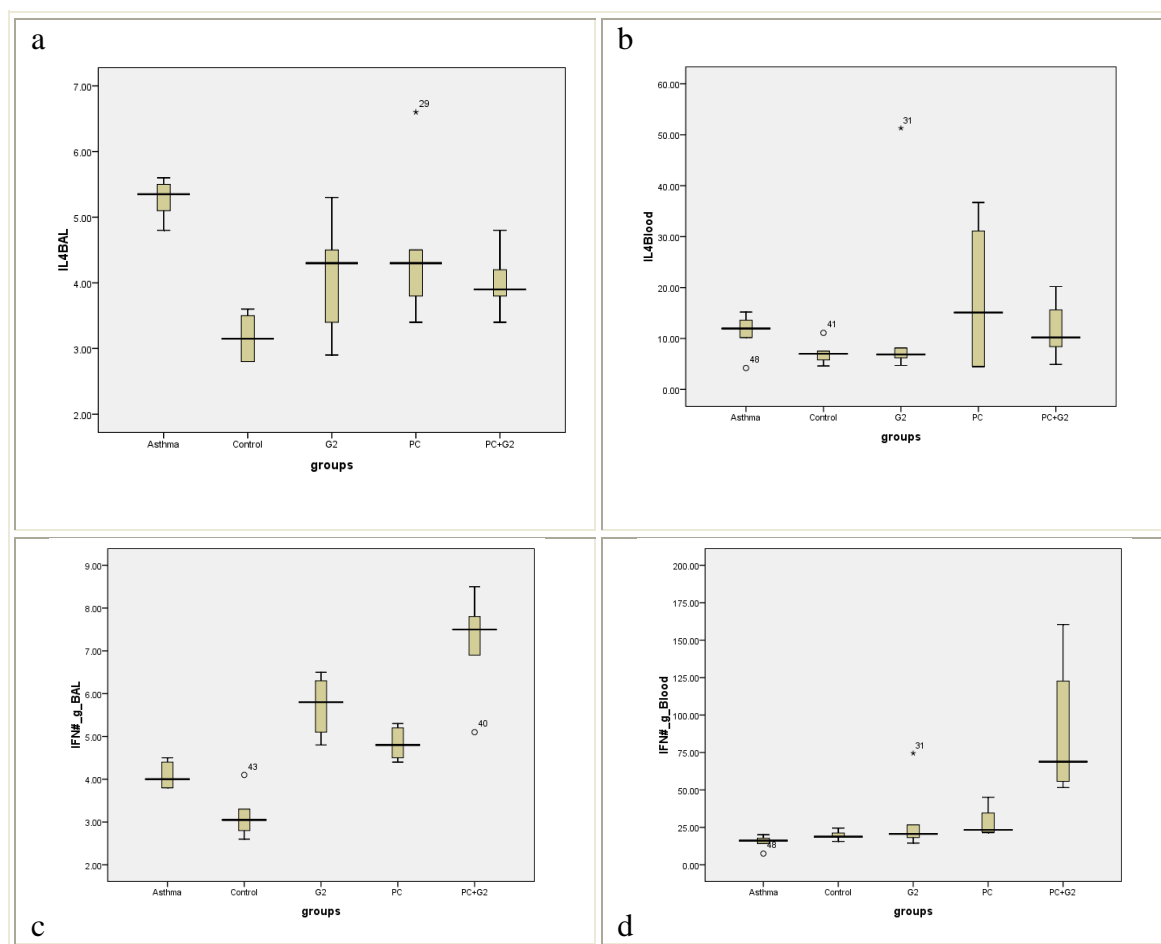 a
7.00
6.00
5.00
4.00
3.00
2.00
IL4BAL
29
Asthma Control G2 PC PC+G2
groups
b
60.00
50.00
40.00
30.00
20.00
10.00
0.00
IL4Blood
31
41
48
Asthma Control G2 PC PC+G2
groups
9.00
8.00
7.00
6.00
5.00
4.00
3.00
2.00
IFN#_g_BAL
43
40
Asthma Control G2 PC PC+G2
groups
c
200.00
175.00
150.00
125.00
100.00
75.00
50.00
25.00
0.00
IFN#_g_Blood
31
48
Asthma Control G2 PC PC+G2
groups
d